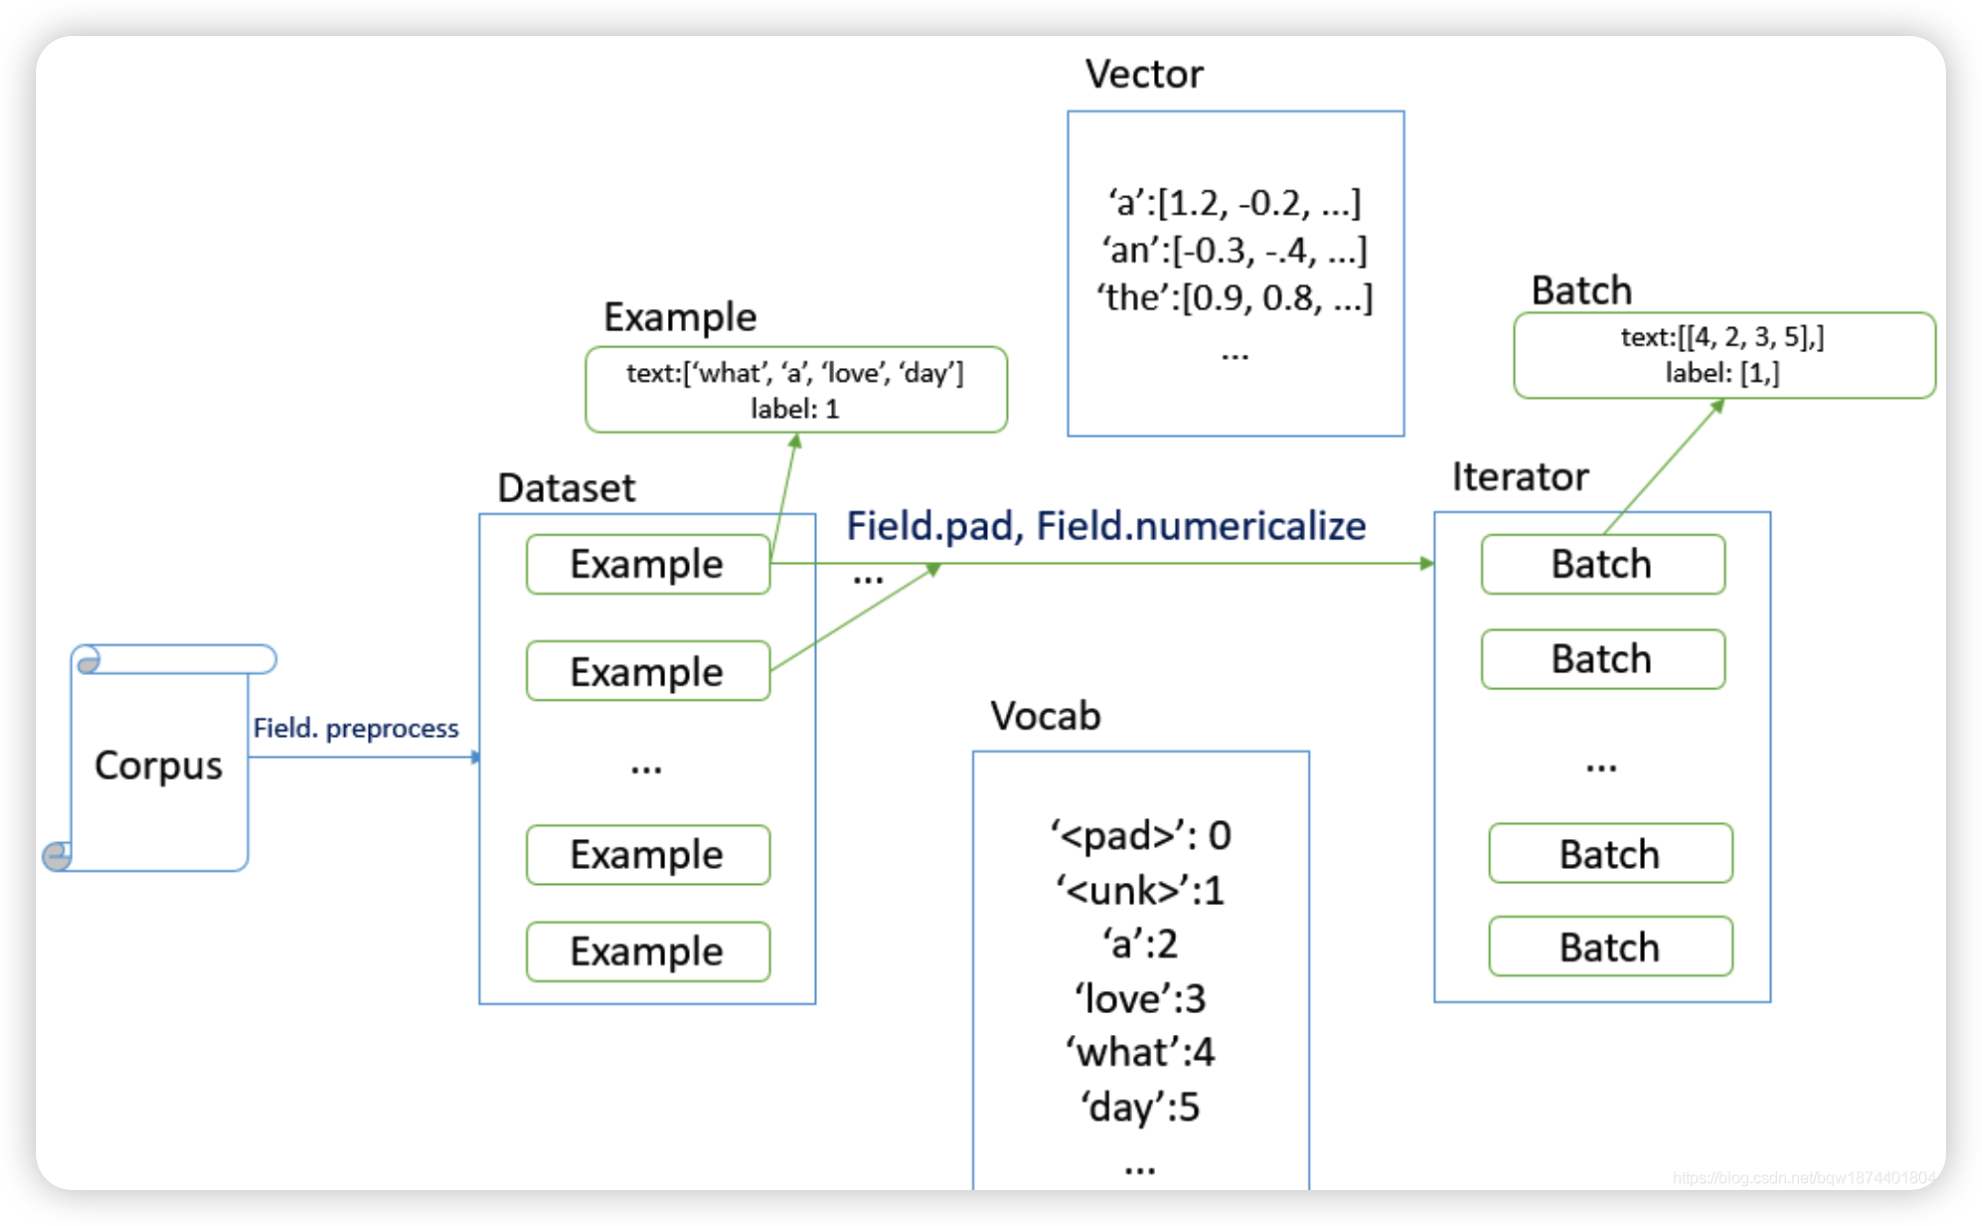 Vector
‘a’:[1.2, -0.2, ...]
‘an’:[-0.3, -.4, ...]
‘the’:[0.9, 0.8, ...]
...
Example
text:[‘what’, ‘a’, ‘love’, ‘day’]
label: 1
Batch
text:[[4, 2, 3, 5],]
label: [1,]
Dataset
Example
Example
...
Example
Example
Field.pad, Field.numericalize
...
Iterator
Batch
Batch
...
Batch
Batch
Corpus
Field. preprocess
Vocab
‘<pad>’: 0
‘<unk>’:1
‘a’:2
‘love’:3
‘what’:4
‘day’:5
...
https://blog.csdn.net/bqw1874401804